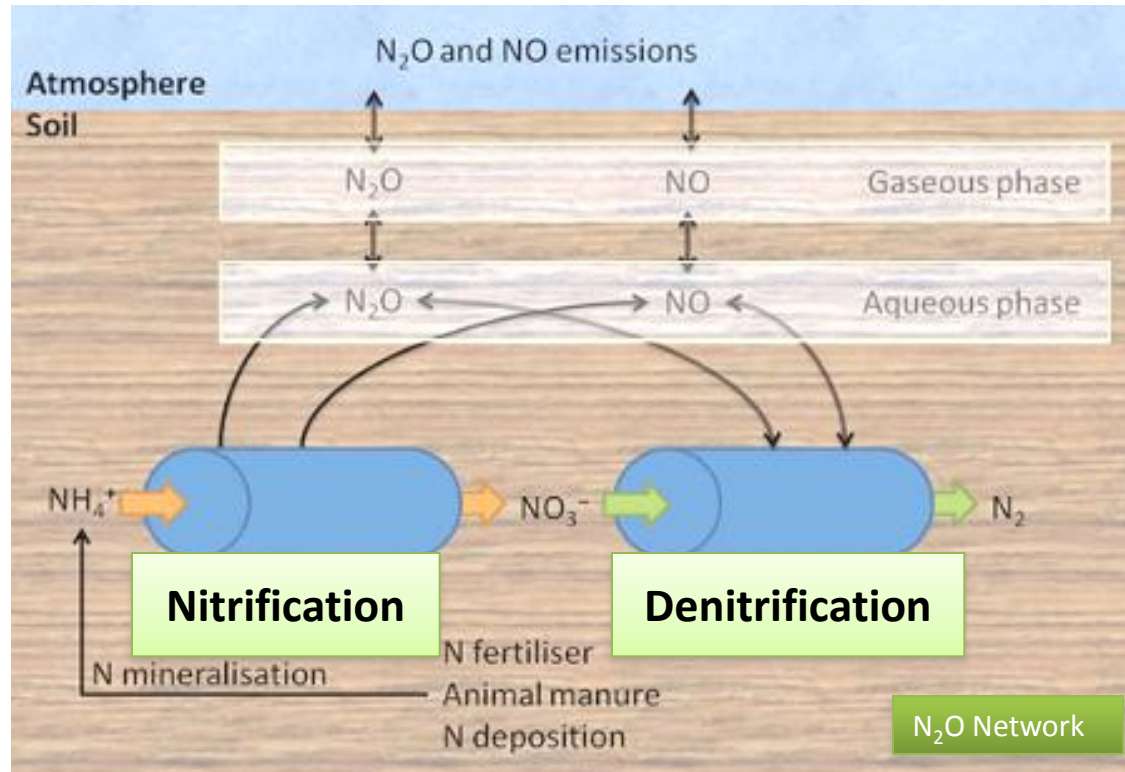 N₂O and NO emissions
Atmosphere
Soil
N₂O NO Gaseous phase
N₂O NO Aqueous phase
NH₄⁺ NO₃⁻ N₂
Nitrification Denitrification
N mineralisation
N fertiliser
Animal manure
N deposition
N₂O Network